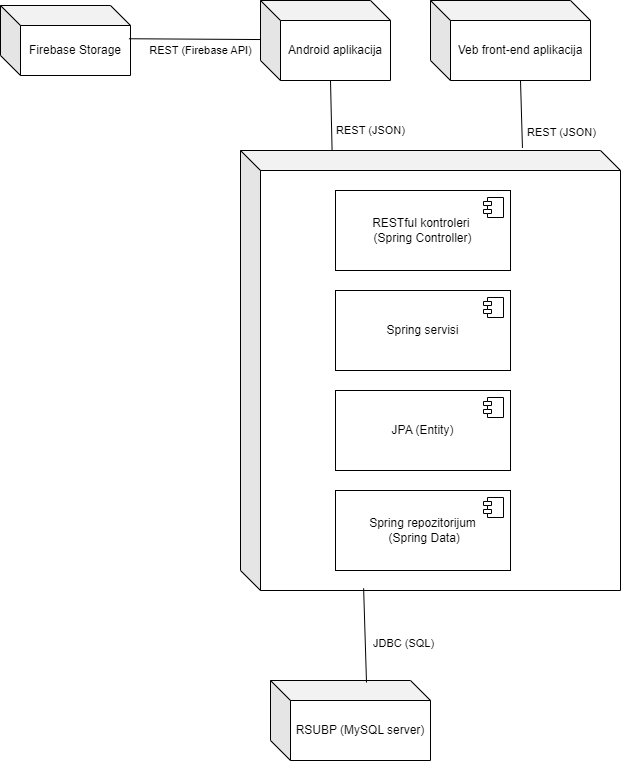 Firebase Storage
REST (Firebase API)
Android aplikacija
Veb front-end aplikacija
REST (JSON)
REST (JSON)
RESTful kontroleri
(Spring Controller)
Spring servisi
JPA (Entity)
Spring repozitorijum
(Spring Data)
JDBC (SQL)
RSUBP (MySQL server)